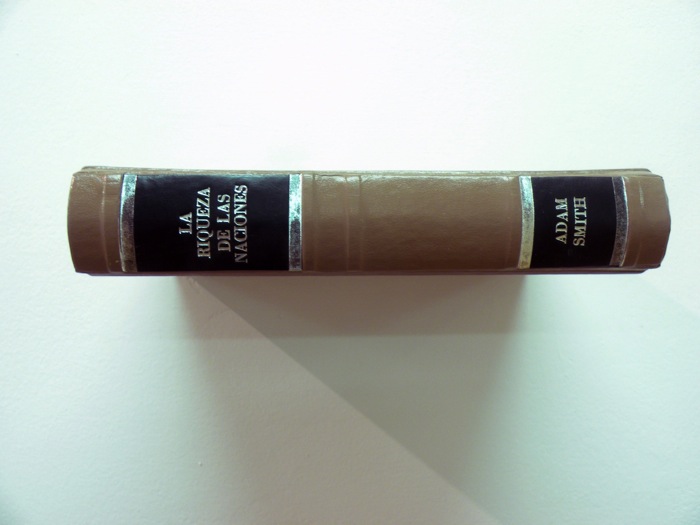 LA
RIQUEZA
DE LAS
NACIONES
ADAM
SMITH